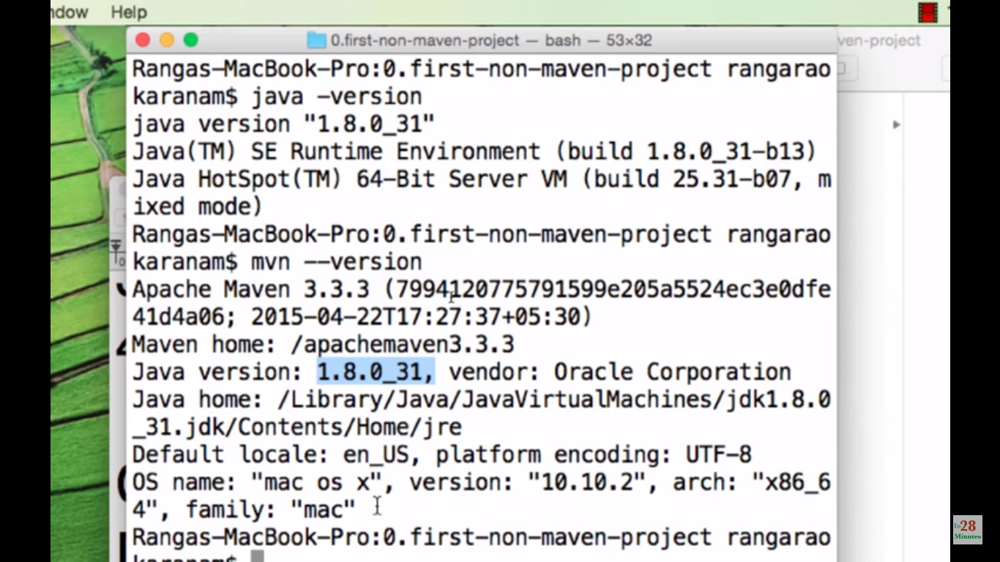 ndow Help
0.first-non-maven-project — bash — 53×32
ven-project
Rangas-MacBook-Pro:0.first-non-maven-project rangarao
karanam$ java -version
java version "1.8.0_31"
Java(TM) SE Runtime Environment (build 1.8.0_31-b13)
Java HotSpot(TM) 64-Bit Server VM (build 25.31-b07, m
ixed mode)
Rangas-MacBook-Pro:0.first-non-maven-project rangarao
karanam$ mvn --version
Apache Maven 3.3.3 (7994120775791599e205a5524ec3e0dfe
41d4a06; 2015-04-22T17:27:37+05:30)
Maven home: /apachemaven3.3.3
Java version: 1.8.0_31, vendor: Oracle Corporation
Java home: /Library/Java/JavaVirtualMachines/jdk1.8.0
_31.jdk/Contents/Home/jre
Default locale: en_US, platform encoding: UTF-8
OS name: "mac os x", version: "10.10.2", arch: "x86_6
4", family: "mac"
Rangas-MacBook-Pro:0.first-non-maven-project rangarao
karanam$
In28
Minutes